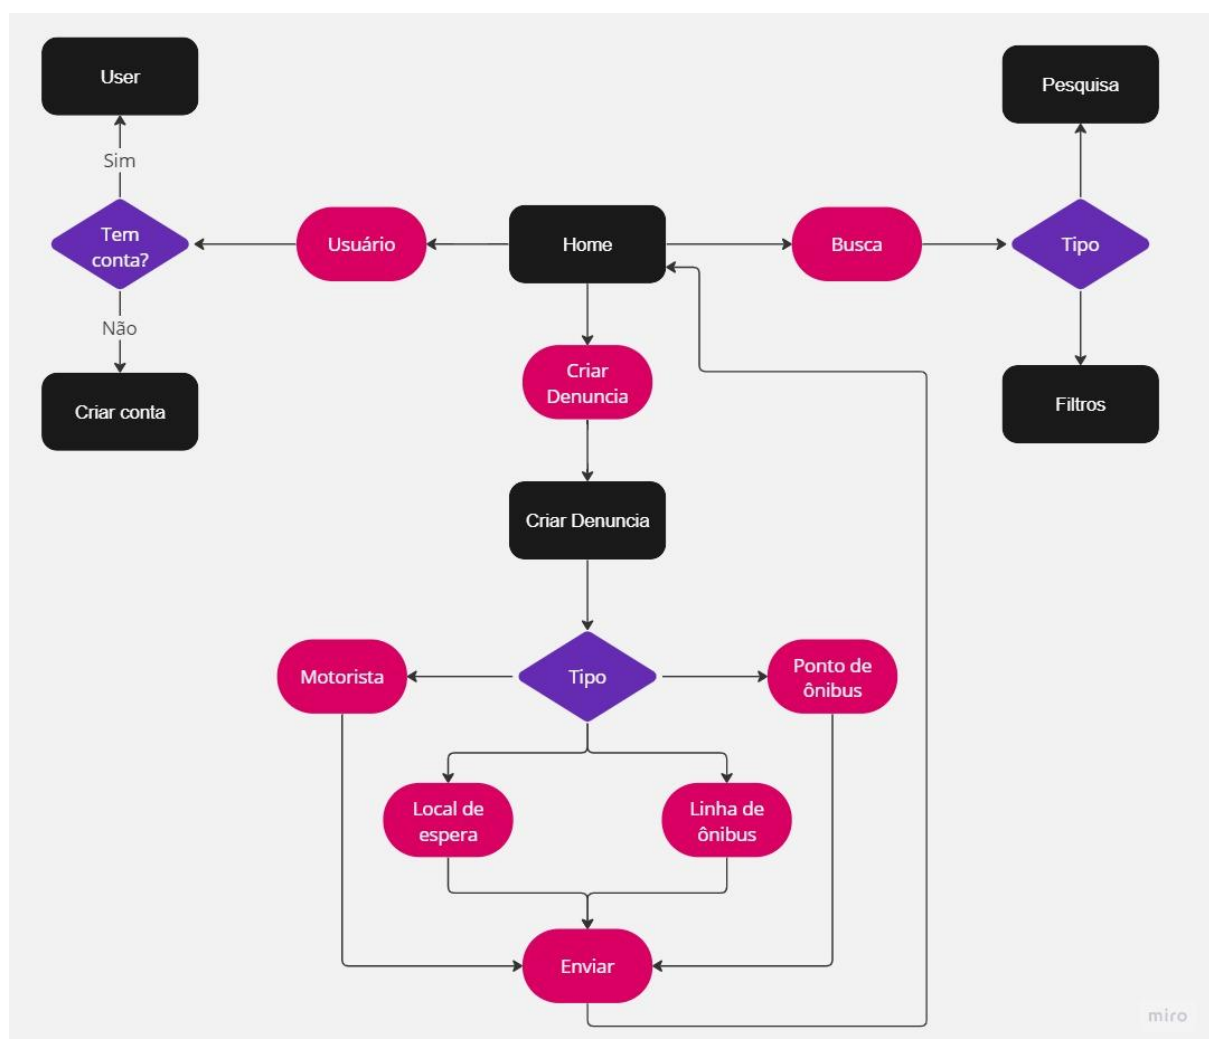 User
Pesquisa
Sim
Tem
conta?
Usuário
Home
Busca
Tipo
Não
Criar
Denuncia
Criar conta
Filtros
Criar Denuncia
Motorista
Tipo
Ponto de
ônibus
Local de
espera
Linha de
ônibus
Enviar
miro